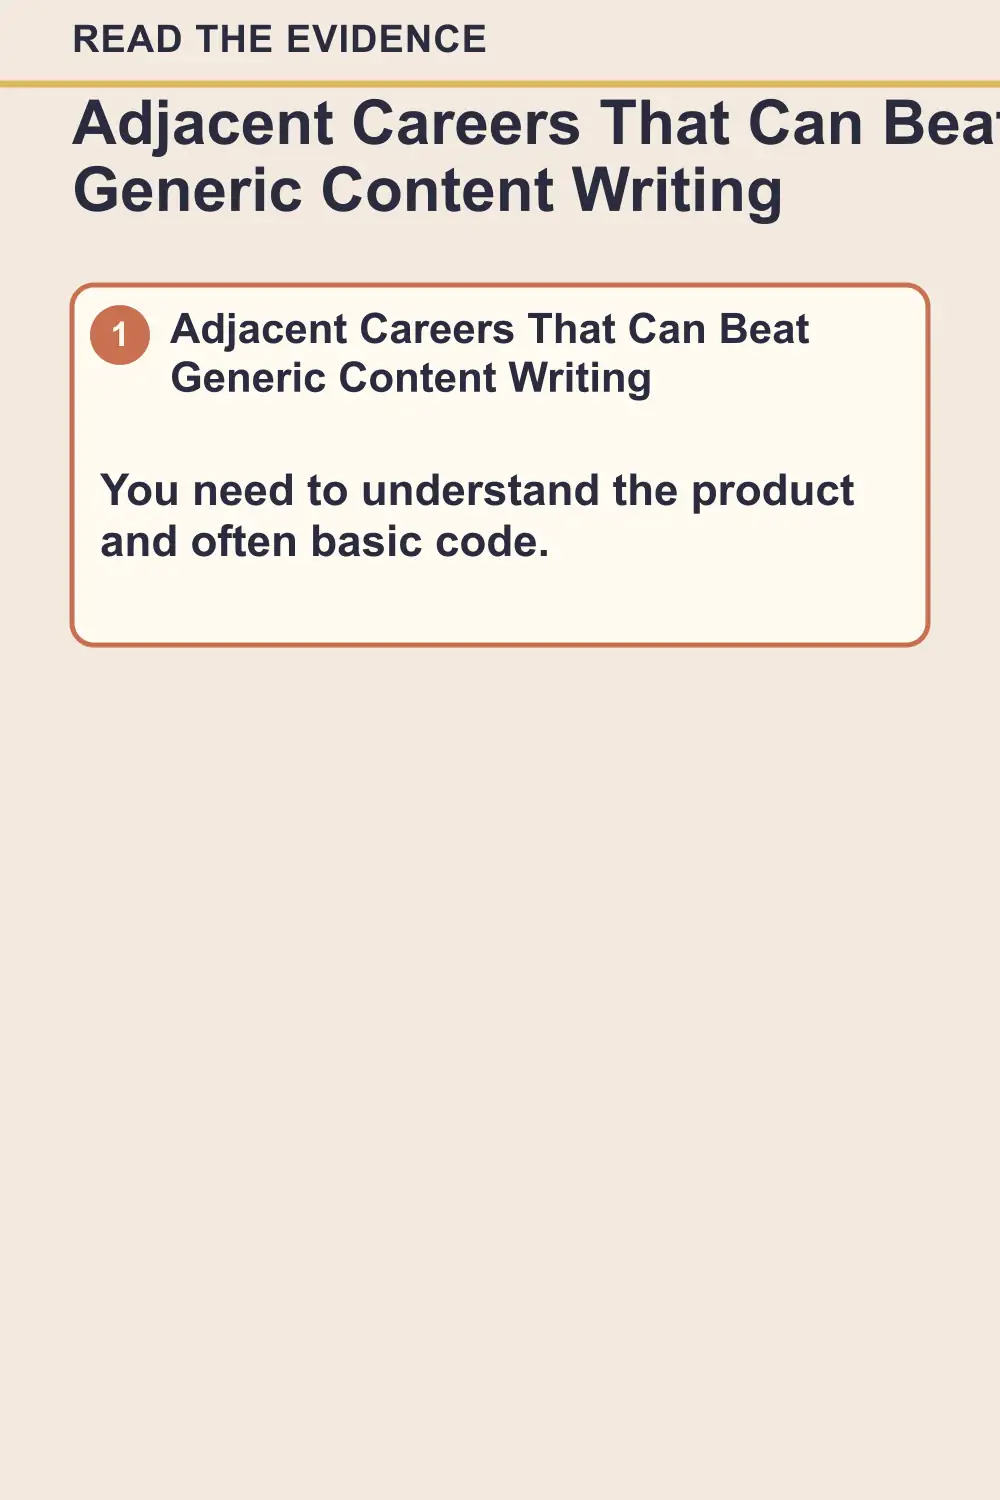 READ THE EVIDENCE
Adjacent Careers That Can Beat
Generic Content Writing
1
Adjacent Careers That Can Beat
Generic Content Writing
You need to understand the product
and often basic code.